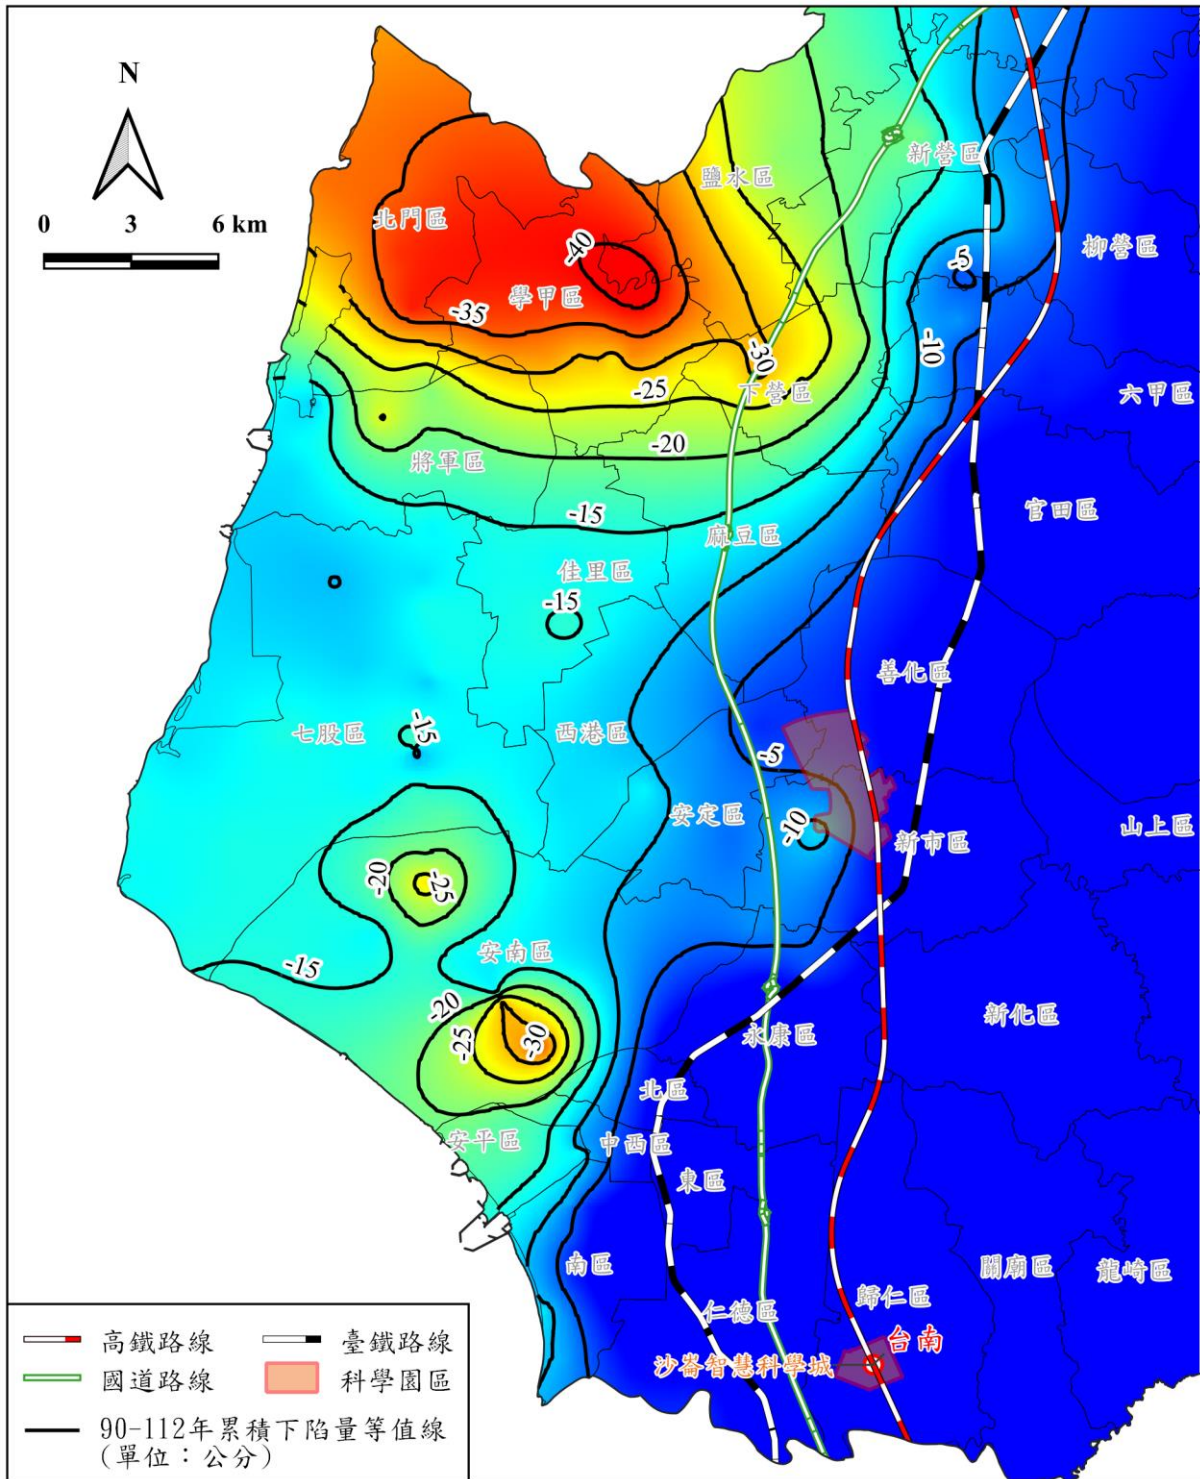 N
0 3 6 km
新營區
鹽水區
北門區
柳營區
-40
-5
學甲區
-35
-10
-30
-25
下營區
六甲區
-20
將軍區
官田區
-15
麻豆區
佳里區
-15
善化區
七股區
-15
西港區
-5
安定區
-10
新市區
山上區
-20
-25
安南區
-15
-20
新化區
-25
-30
永康區
北區
安平區
中西區
東區
南區
關廟區
龍崎區
仁德區
歸仁區
台南
沙崙智慧科學城
高鐵路線
臺鐵路線
國道路線
科學園區
90-112年累積下陷量等值線
(單位：公分)